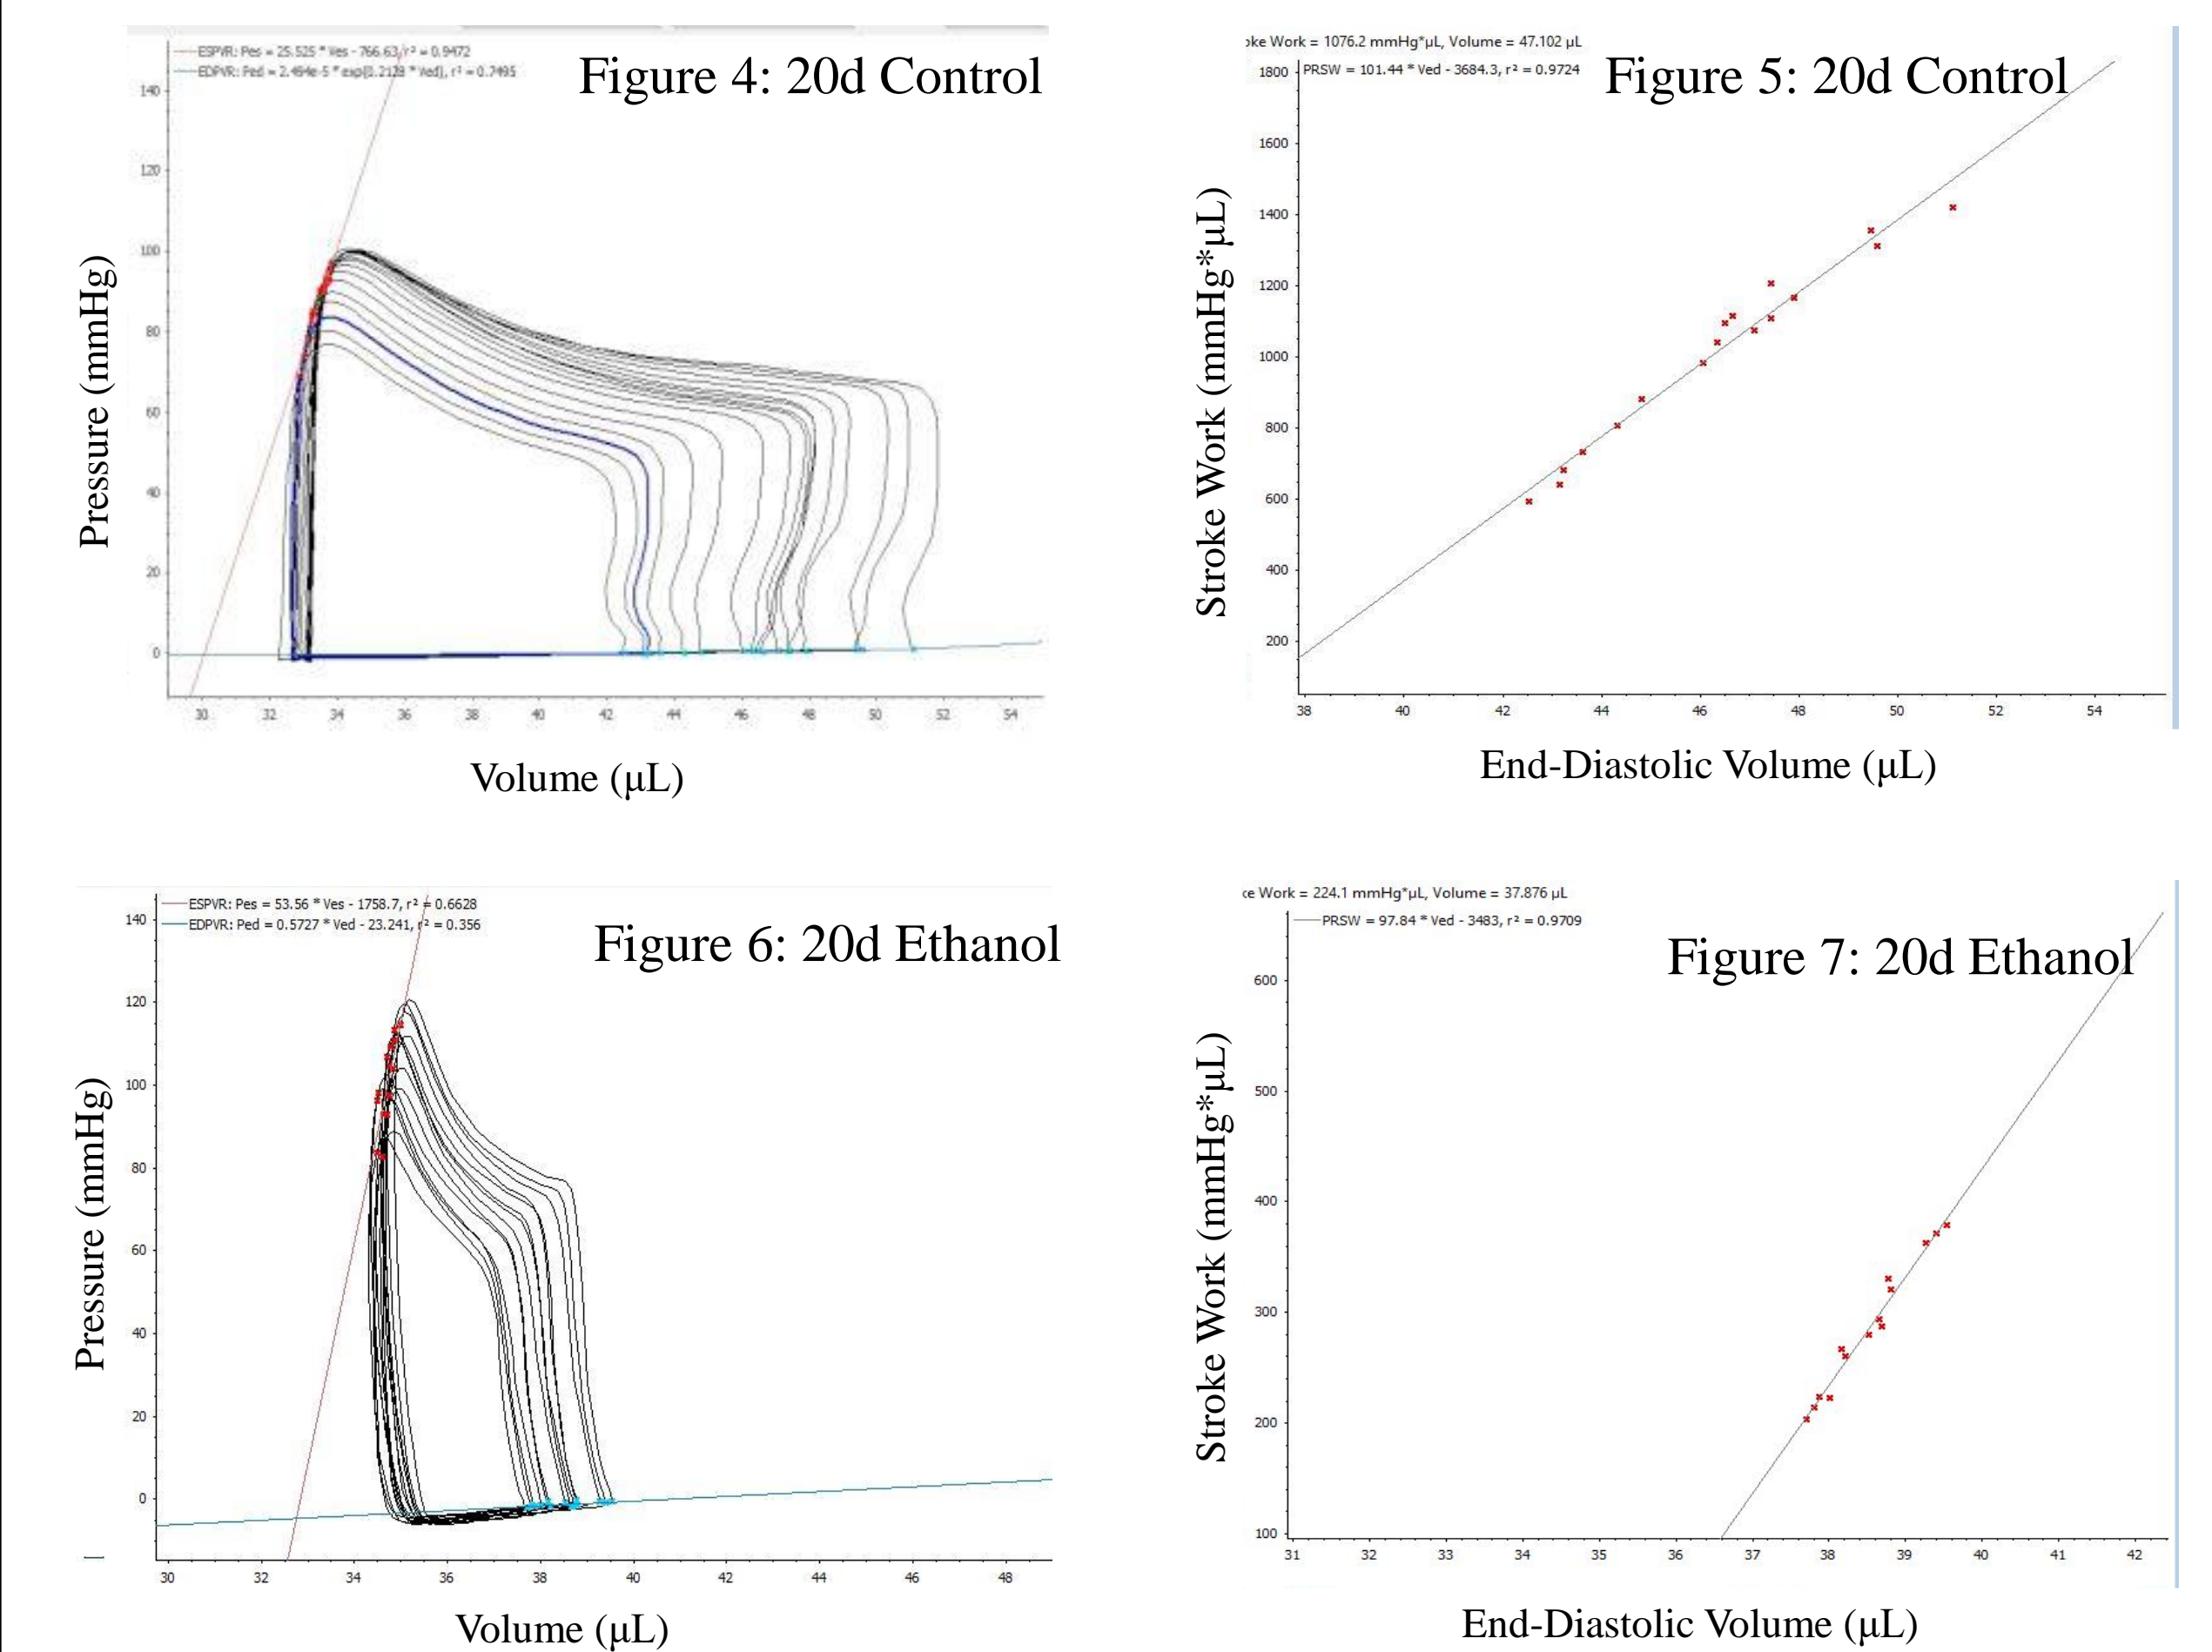 ESPVR: Pes = 25.525 * Ves - 766.63, r² = 0.9472
EDPVR: Ped = 2.494e-5 * exp(0.2128 * Ved), r² = 0.7495
Figure 4: 20d Control
140
120
100
80
60
40
20
0
30 32 34 36 38 40 42 44 46 48 50 52 54
Pressure (mmHg)
Volume (μL)
oke Work = 1076.2 mmHg*μL, Volume = 47.102 μL
PRSW = 101.44 * Ved - 3684.3, r² = 0.9724
Figure 5: 20d Control
1800
1600
1400
1200
1000
800
600
400
200
38 40 42 44 46 48 50 52 54
Stroke Work (mmHg*μL)
End-Diastolic Volume (μL)
ESPVR: Pes = 53.56 * Ves - 1758.7, r² = 0.6628
EDPVR: Ped = 0.5727 * Ved - 23.241, r² = 0.356
Figure 6: 20d Ethanol
140
120
100
80
60
40
20
0
30 32 34 36 38 40 42 44 46 48
Pressure (mmHg)
Volume (μL)
ke Work = 224.1 mmHg*μL, Volume = 37.876 μL
PRSW = 97.84 * Ved - 3483, r² = 0.9709
Figure 7: 20d Ethanol
600
500
400
300
200
100
31 32 33 34 35 36 37 38 39 40 41 42
Stroke Work (mmHg*μL)
End-Diastolic Volume (μL)